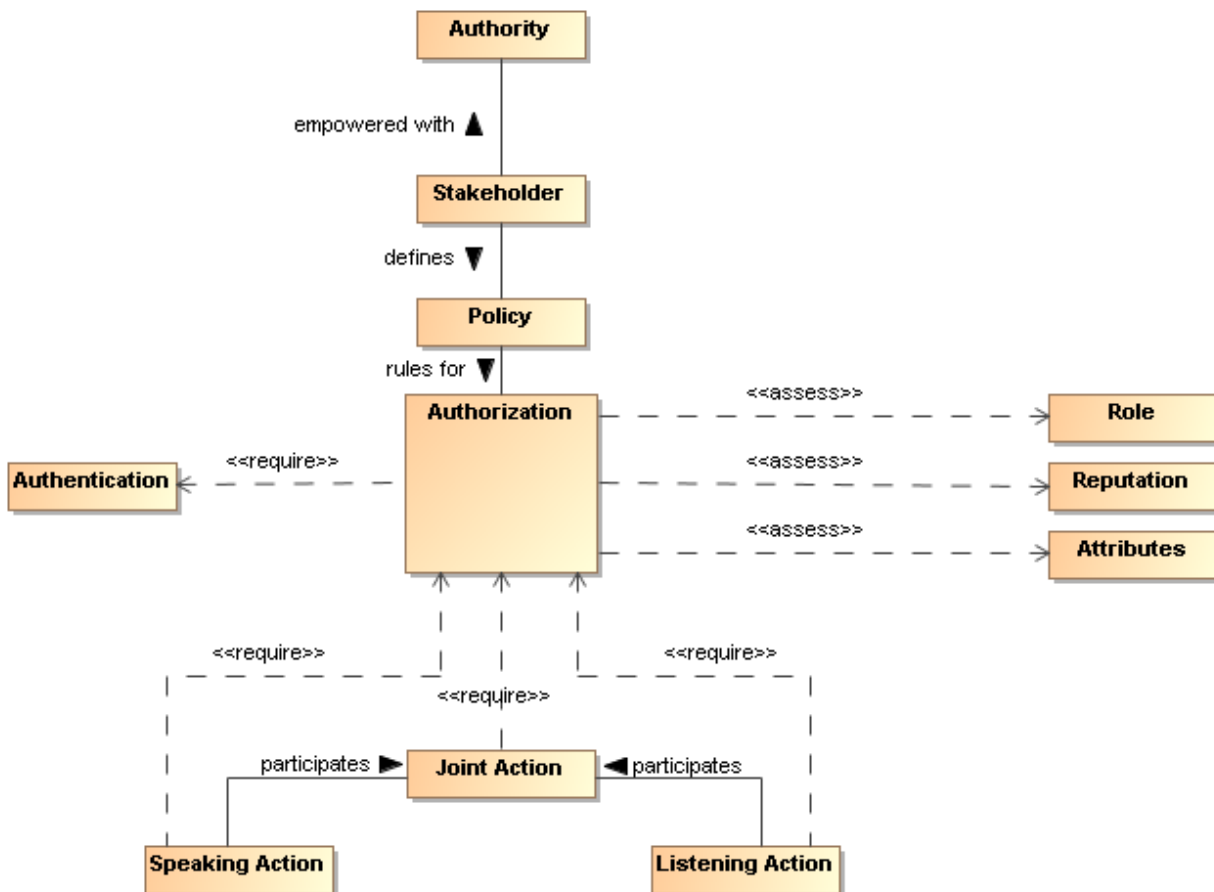 Authority
empowered with
Stakeholder
defines
Policy
rules for
Authorization
<<assess>>
Role
<<require>>
Authentication
<<assess>>
Reputation
<<assess>>
Attributes
<<require>>
<<require>>
<<require>>
participates
Joint Action
participates
Speaking Action
Listening Action